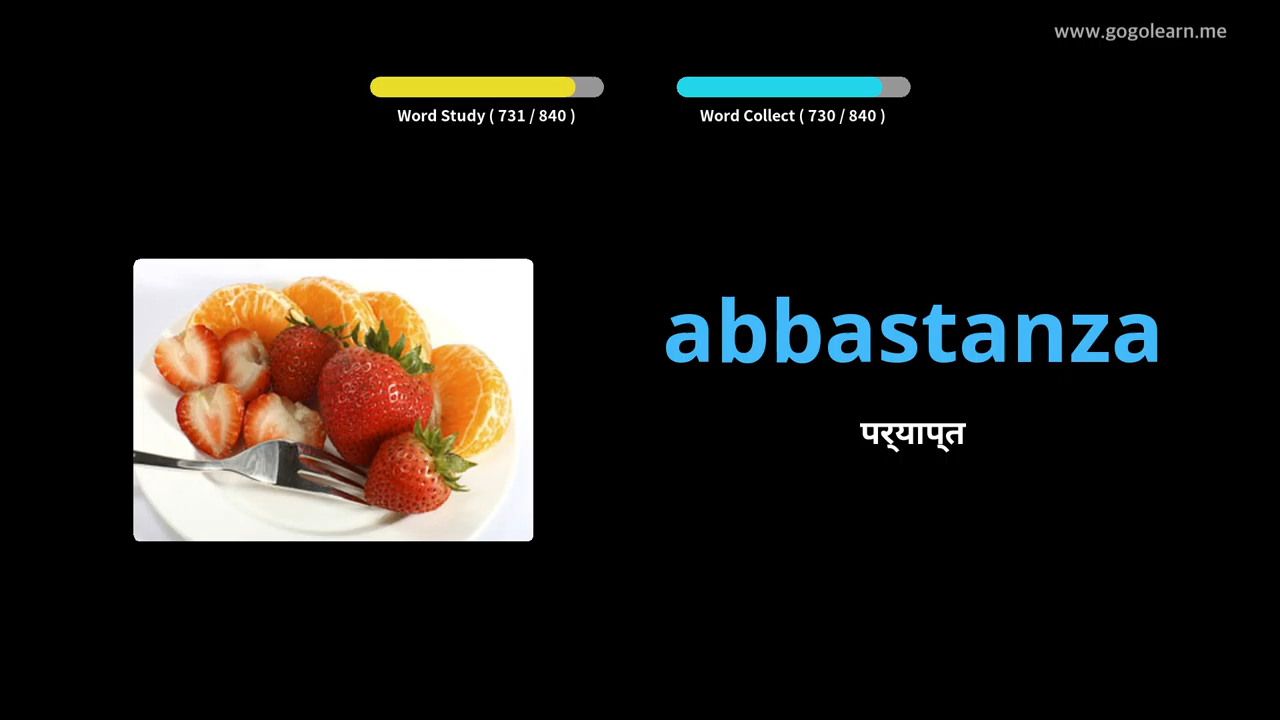 www.gogolearn.me
Word Study ( 731 / 840 )
Word Collect ( 730 / 840 )
abbastanza
पर्याप्त